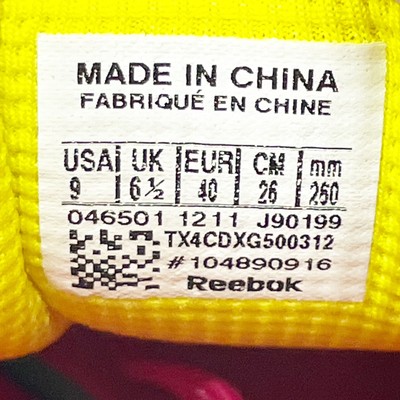 MADE IN CHINA
FABRIQUÉ EN CHINE
USA UK EUR CM mm
9 6½ 40 26 260
046501 1211 J90199
TX4CDXG500312
#104890916
Reebok